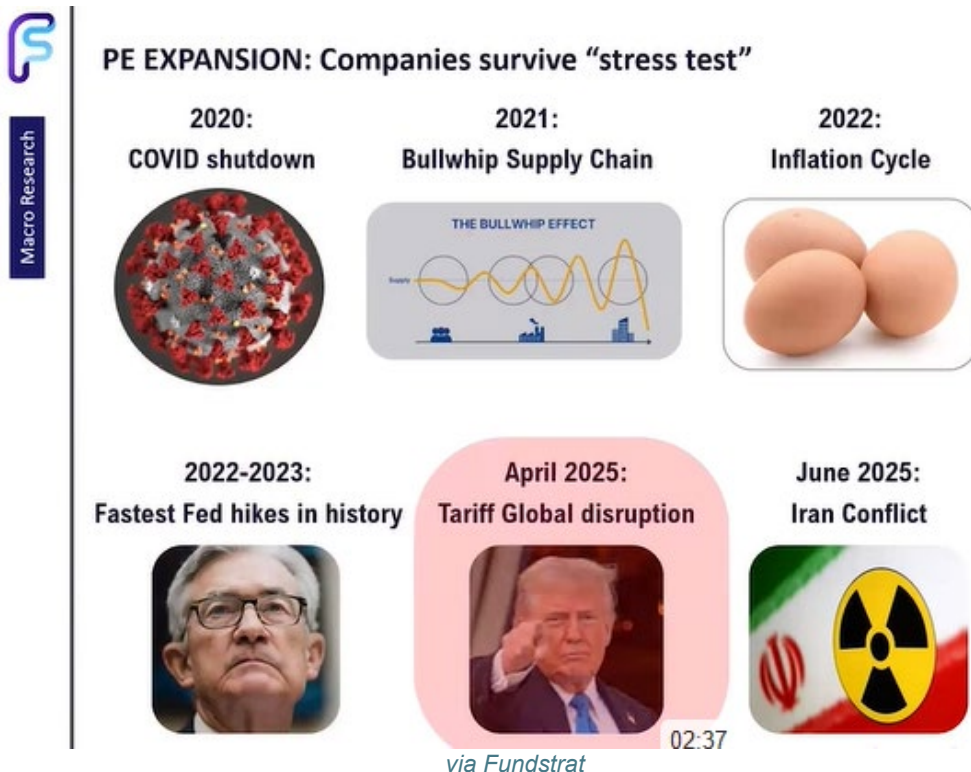 Macro Research
PE EXPANSION: Companies survive “stress test”
2020:
COVID shutdown
2021:
Bullwhip Supply Chain
THE BULLWHIP EFFECT
Supply
2022:
Inflation Cycle
2022-2023:
Fastest Fed hikes in history
April 2025:
Tariff Global disruption
June 2025:
Iran Conflict
02:37
via Fundstrat